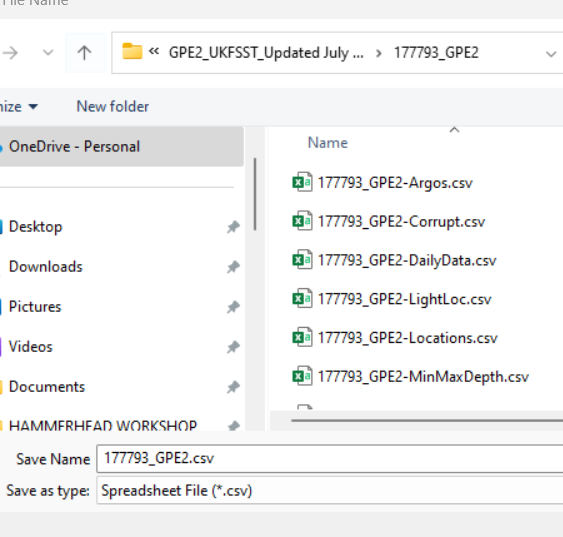 File Name
« GPE2_UKFSST_Updated July ... › 177793_GPE2
nize New folder
OneDrive - Personal
Name
177793_GPE2-Argos.csv
177793_GPE2-Corrupt.csv
Desktop
177793_GPE2-DailyData.csv
Downloads
177793_GPE2-LightLoc.csv
Pictures
177793_GPE2-Locations.csv
Videos
177793_GPE2-MinMaxDepth.csv
Documents
HAMMERHEAD WORKSHOP
Save Name 177793_GPE2.csv
Save as type: Spreadsheet File (*.csv)